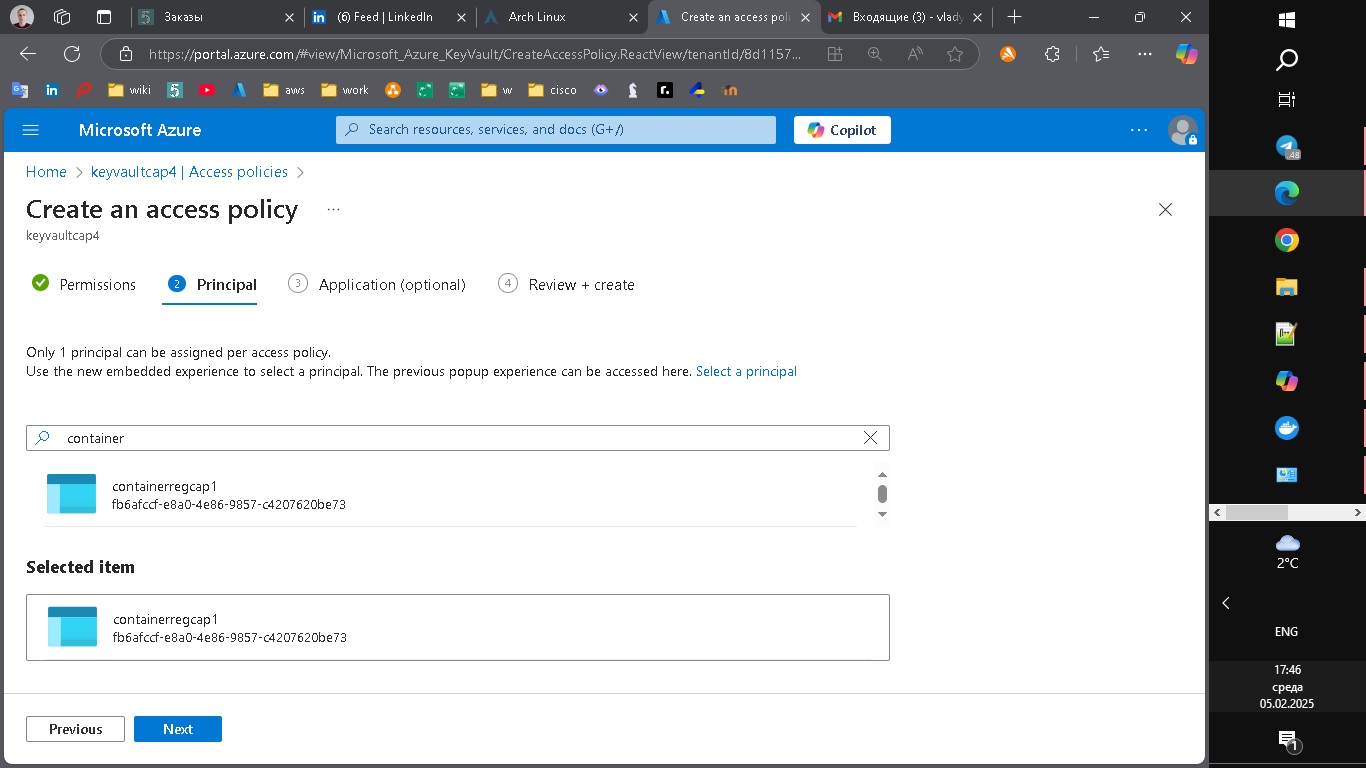 Заказы
(6) Feed | LinkedIn
Arch Linux
Create an access poli
Входящие (3) - vlady
https://portal.azure.com/#view/Microsoft_Azure_KeyVault/CreateAccessPolicy.ReactView/tenantId/8d1157...
wiki
aws
work
w
cisco
Microsoft Azure
Search resources, services, and docs (G+/)
Copilot
Home > keyvaultcap4 | Access policies >
Create an access policy ...
keyvaultcap4
Permissions
2 Principal
3 Application (optional)
4 Review + create
Only 1 principal can be assigned per access policy.
Use the new embedded experience to select a principal. The previous popup experience can be accessed here. Select a principal
container
containerregcap1
fb6afccf-e8a0-4e86-9857-c4207620be73
Selected item
containerregcap1
fb6afccf-e8a0-4e86-9857-c4207620be73
Previous
Next
48
2°C
ENG
17:46
среда
05.02.2025
1